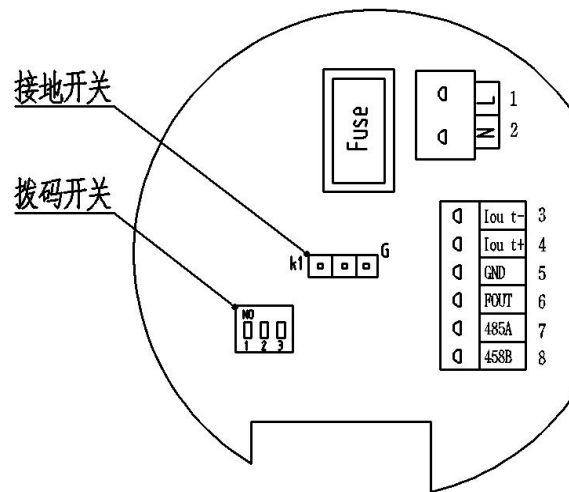 接地开关
拨码开关
Fuse
L 1
N 2
Iou t- 3
Iou t+ 4
GND 5
POUT 6
485A 7
458B 8
k1 G
NO
1 2 3